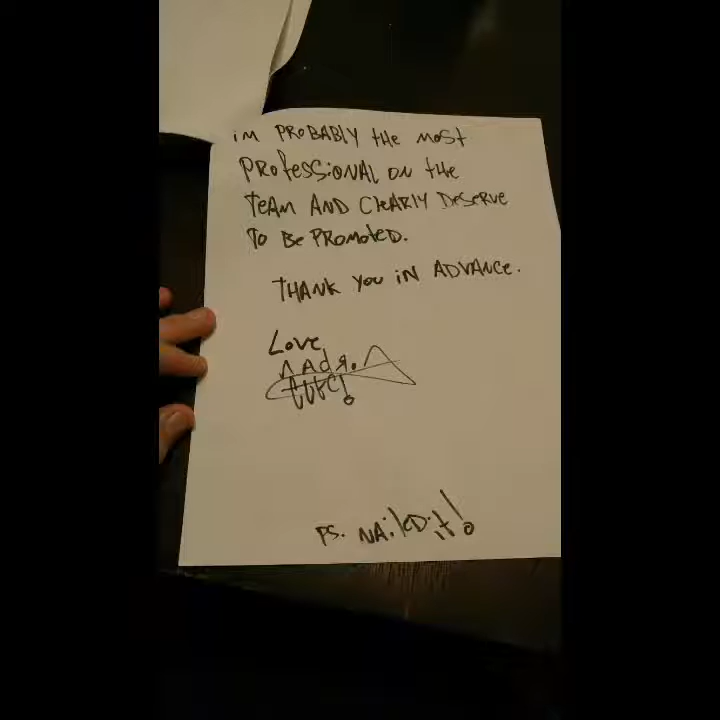 iM PROBABLY tHE MOSt
PROfeSSiONAL ON tHE
TEAM AND CLEARLY DeSeRVE
TO Be PROMOteD.
THANK YOU iN ADVANCe.
LOVe
PS. NAiLeD it!